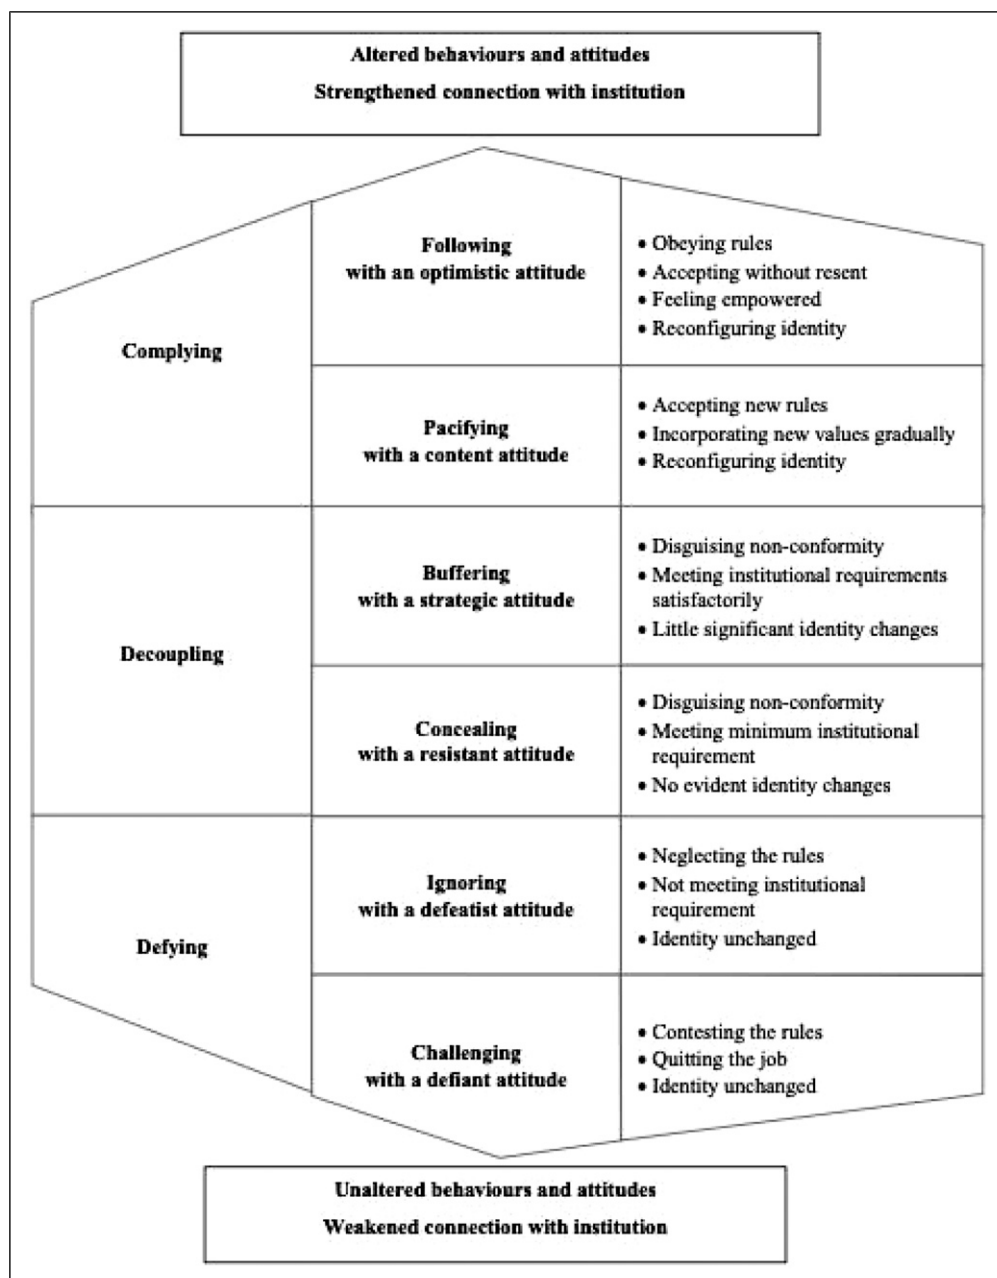 Altered behaviours and attitudes
Strengthened connection with institution
Complying
Following
with an optimistic attitude
• Obeying rules
• Accepting without resent
• Feeling empowered
• Reconfiguring identity
Pacifying
with a content attitude
• Accepting new rules
• Incorporating new values gradually
• Reconfiguring identity
Decoupling
Buffering
with a strategic attitude
• Disguising non-conformity
• Meeting institutional requirements
satisfactorily
• Little significant identity changes
Concealing
with a resistant attitude
• Disguising non-conformity
• Meeting minimum institutional
requirement
• No evident identity changes
Defying
Ignoring
with a defeatist attitude
• Neglecting the rules
• Not meeting institutional
requirement
• Identity unchanged
Challenging
with a defiant attitude
• Contesting the rules
• Quitting the job
• Identity unchanged
Unaltered behaviours and attitudes
Weakened connection with institution